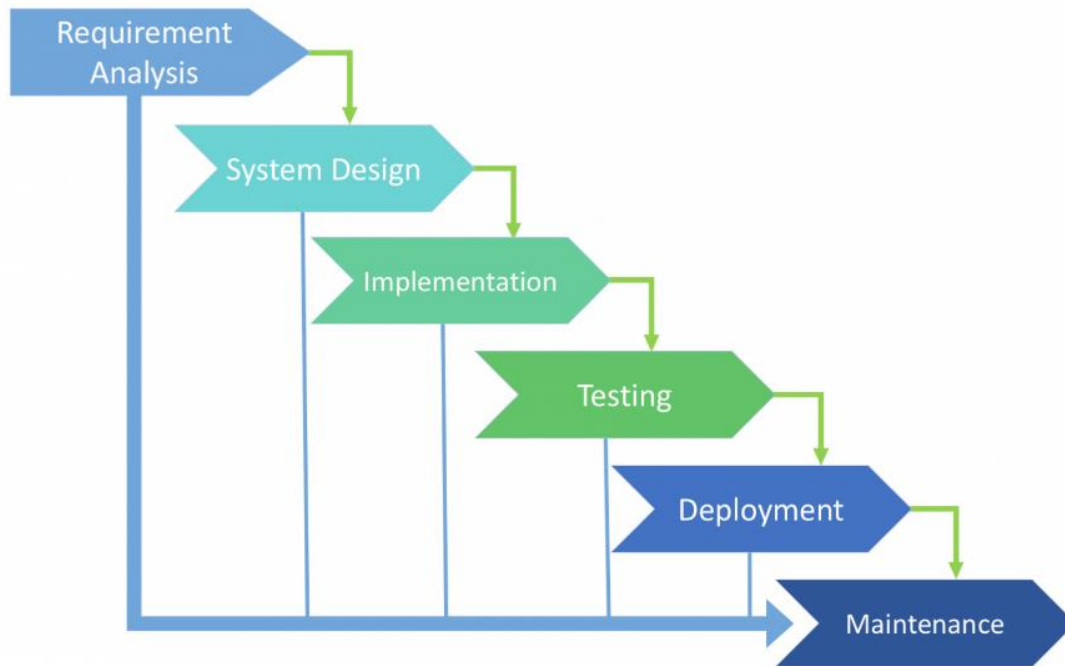 Requirement
Analysis
System Design
Implementation
Testing
Deployment
Maintenance